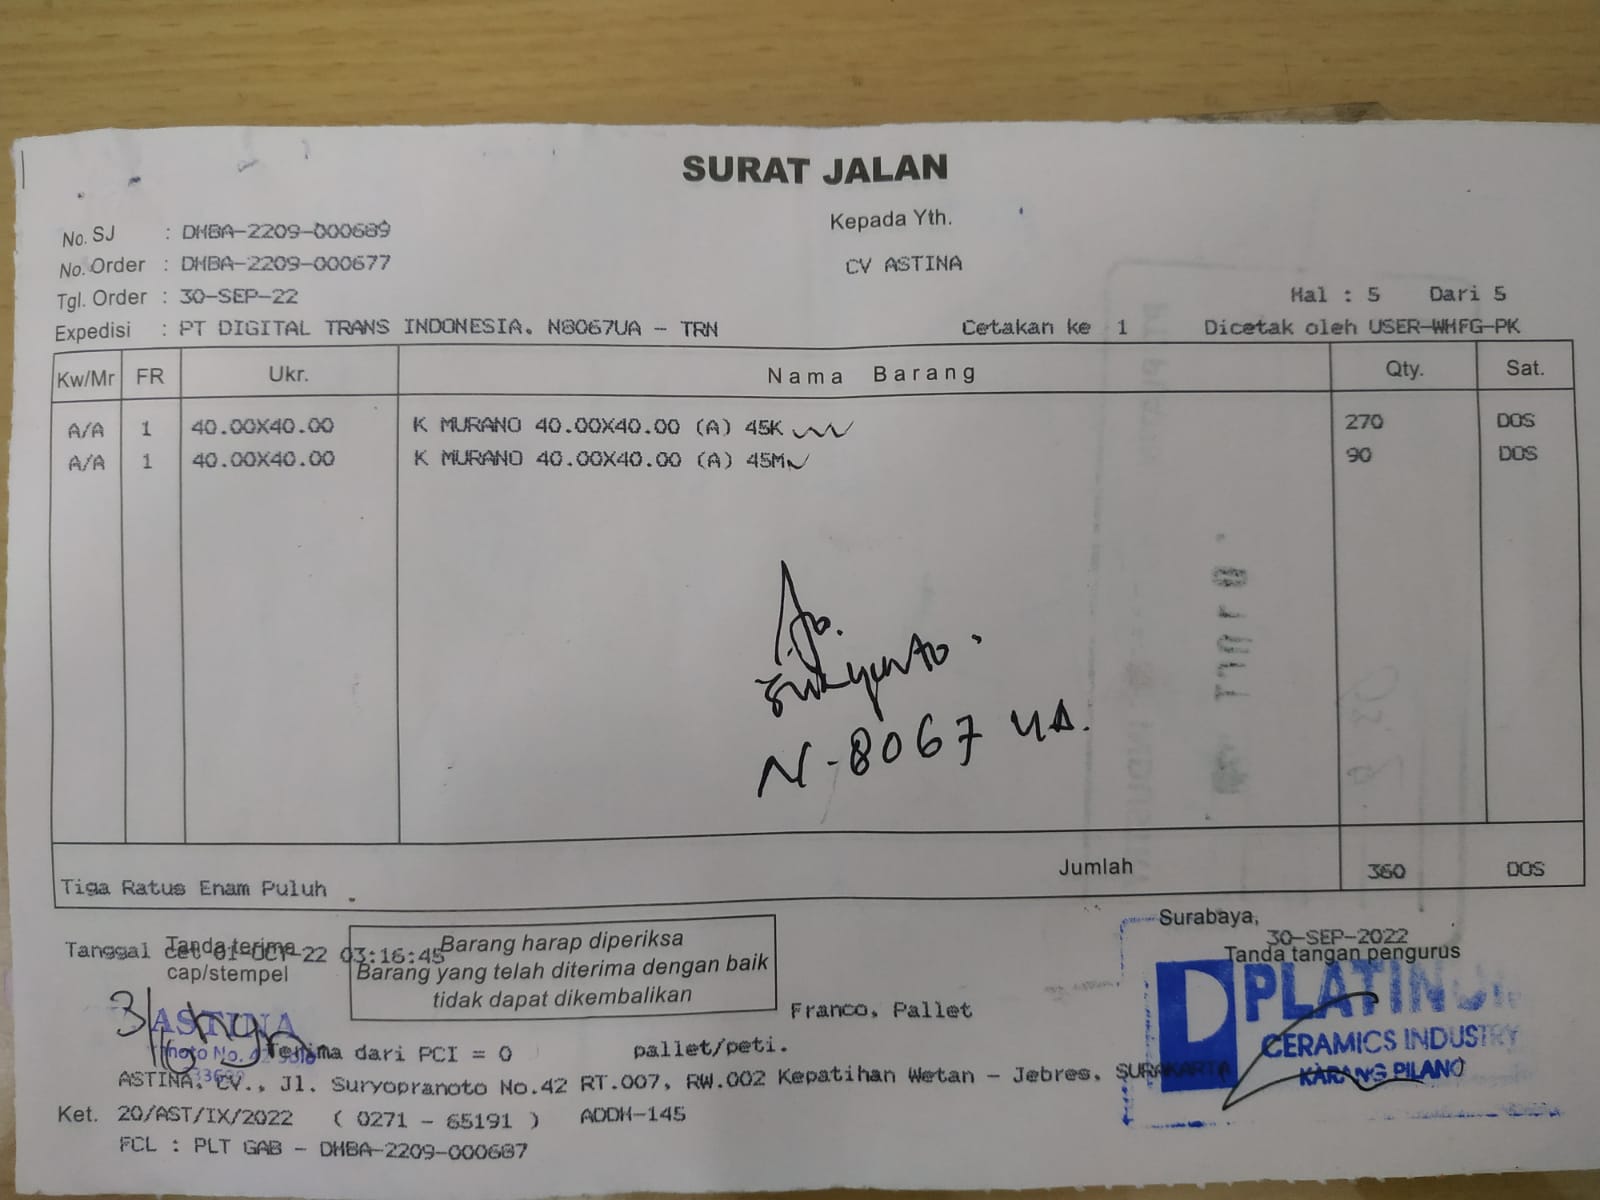 SURAT JALAN
No. SJ : DHBA-2209-000689
Kepada Yth.
No. Order : DHBA-2209-000677
CV ASTINA
Tgl. Order : 30-SEP-22
Hal : 5 Dari 5
Expedisi : PT DIGITAL TRANS INDONESIA. N8067UA - TRN
Cetakan ke 1 Dicetak oleh USER-WHFG-PK
Kw/Mr FR Ukr. Nama Barang Qty. Sat.
A/A 1 40.00X40.00 K MURANO 40.00X40.00 (A) 45K 270 DOS
A/A 1 40.00X40.00 K MURANO 40.00X40.00 (A) 45M 90 DOS
N-8067 UA.
Jumlah 360 DOS
Tiga Ratus Enam Puluh
Surabaya,
30-SEP-2022
Tanda tangan pengurus
Tanggal cet 01-OCT-22 03:16:45
Tanda terima
cap/stempel
Barang harap diperiksa
Barang yang telah diterima dengan baik
tidak dapat dikembalikan
PLATINUM
CERAMICS INDUSTRY
KARANG PILANG
Franco. Pallet
ASTINA
Terima dari PCI = 0 pallet/peti.
ASTINA. CV., Jl. Suryopranoto No.42 RT.007, RW.002 Kepatihan Wetan - Jebres, SURAKARTA
Ket. 20/AST/IX/2022 ( 0271 - 65191 ) ADDH-145
FCL : PLT GAB - DHBA-2209-000687